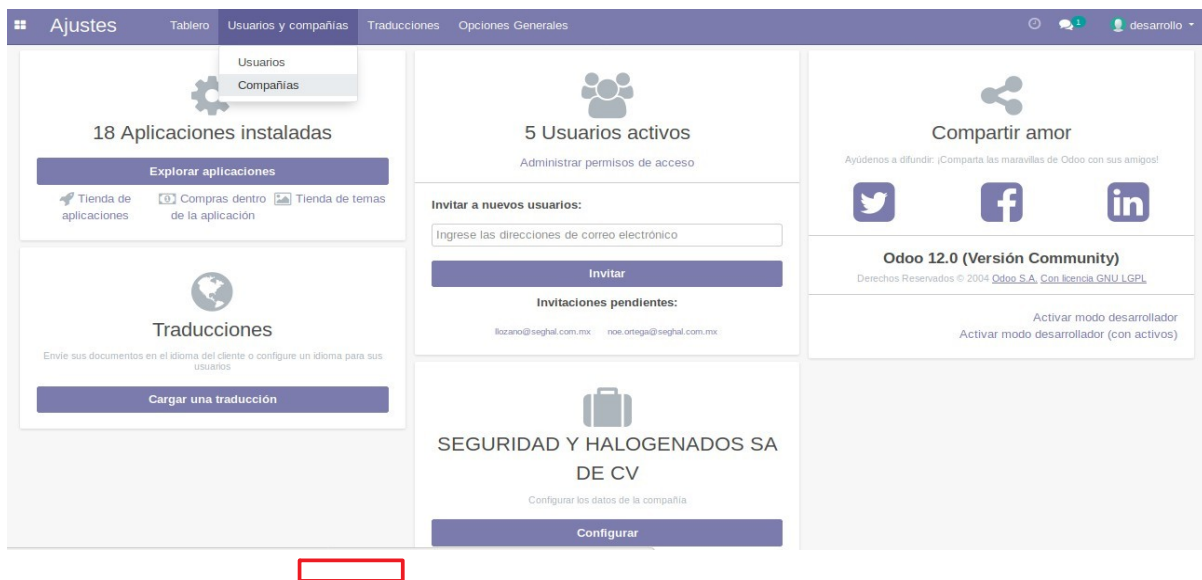 Ajustes
Tablero
Usuarios y compañías
Traducciones
Opciones Generales
1
desarrollo
Usuarios
Compañías
18 Aplicaciones instaladas
Explorar aplicaciones
Tienda de
aplicaciones
Compras dentro
de la aplicación
Tienda de temas
Traducciones
Envíe sus documentos en el idioma del cliente o configure un idioma para sus
usuarios
Cargar una traducción
5 Usuarios activos
Administrar permisos de acceso
Invitar a nuevos usuarios:
Ingrese las direcciones de correo electrónico
Invitar
Invitaciones pendientes:
llozano@seghal.com.mx
noe.ortega@seghal.com.mx
SEGURIDAD Y HALOGENADOS SA
DE CV
Configurar los datos de la compañía
Configurar
Compartir amor
Ayúdenos a difundir: ¡Comparta las maravillas de Odoo con sus amigos!
Odoo 12.0 (Versión Community)
Derechos Reservados © 2004 Odoo S.A. Con licencia GNU LGPL
Activar modo desarrollador
Activar modo desarrollador (con activos)